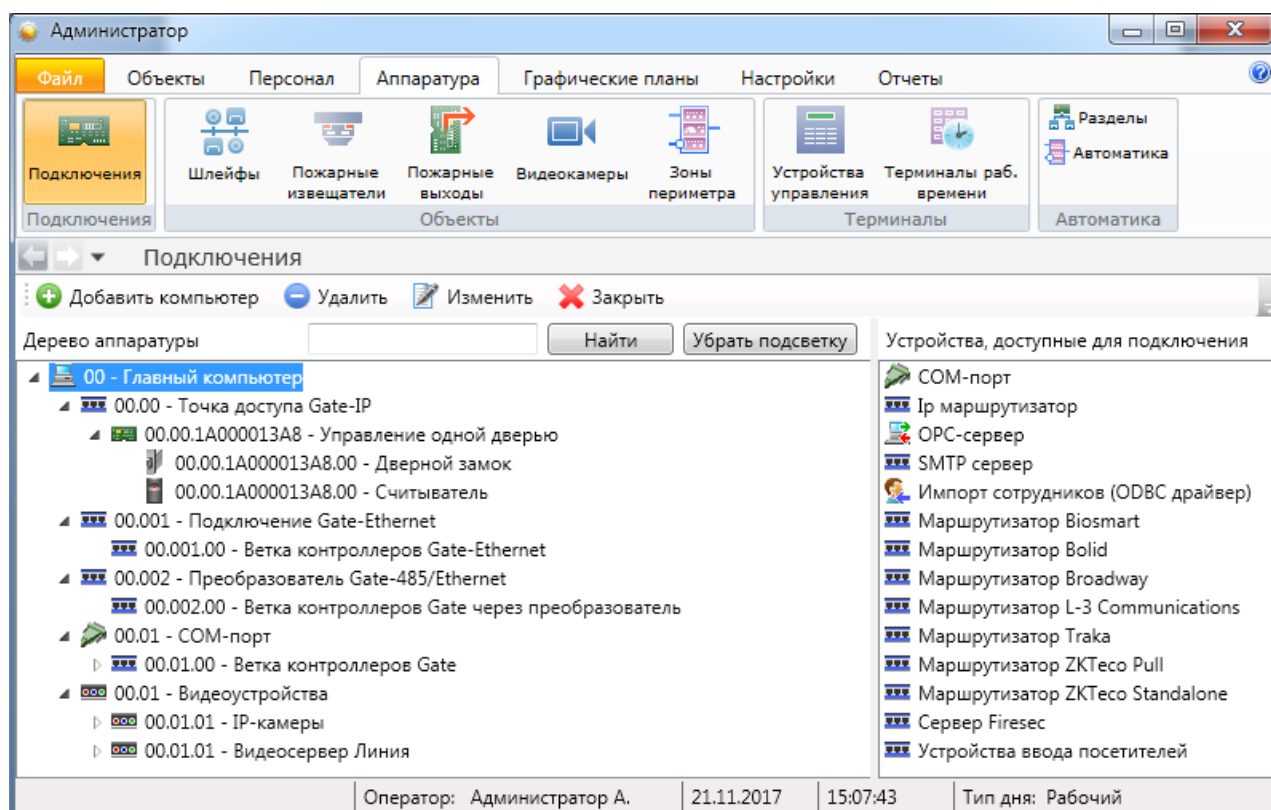 Администратор
Файл Объекты Персонал Аппаратура Графические планы Настройки Отчеты
Подключения
Шлейфы
Пожарные извещатели
Пожарные выходы
Видеокамеры
Зоны периметра
Устройства управления
Терминалы раб. времени
Разделы
Автоматика
Подключения Объекты Терминалы Автоматика
Подключения
Добавить компьютер Удалить Изменить Закрыть
Дерево аппаратуры Найти Убрать подсветку
00 - Главный компьютер
00.00 - Точка доступа Gate-IP
00.00.1A000013A8 - Управление одной дверью
00.00.1A000013A8.00 - Дверной замок
00.00.1A000013A8.00 - Считыватель
00.001 - Подключение Gate-Ethernet
00.001.00 - Ветка контроллеров Gate-Ethernet
00.002 - Преобразователь Gate-485/Ethernet
00.002.00 - Ветка контроллеров Gate через преобразователь
00.01 - COM-порт
00.01.00 - Ветка контроллеров Gate
00.01 - Видеоустройства
00.01.01 - IP-камеры
00.01.01 - Видеосервер Линия
Устройства, доступные для подключения
COM-порт
Ip маршрутизатор
OPC-сервер
SMTP сервер
Импорт сотрудников (ODBC драйвер)
Маршрутизатор Biosmart
Маршрутизатор Bolid
Маршрутизатор Broadway
Маршрутизатор L-3 Communications
Маршрутизатор Traka
Маршрутизатор ZKTeco Pull
Маршрутизатор ZKTeco Standalone
Сервер Firesec
Устройства ввода посетителей
Оператор: Администратор А. 21.11.2017 15:07:43 Тип дня: Рабочий